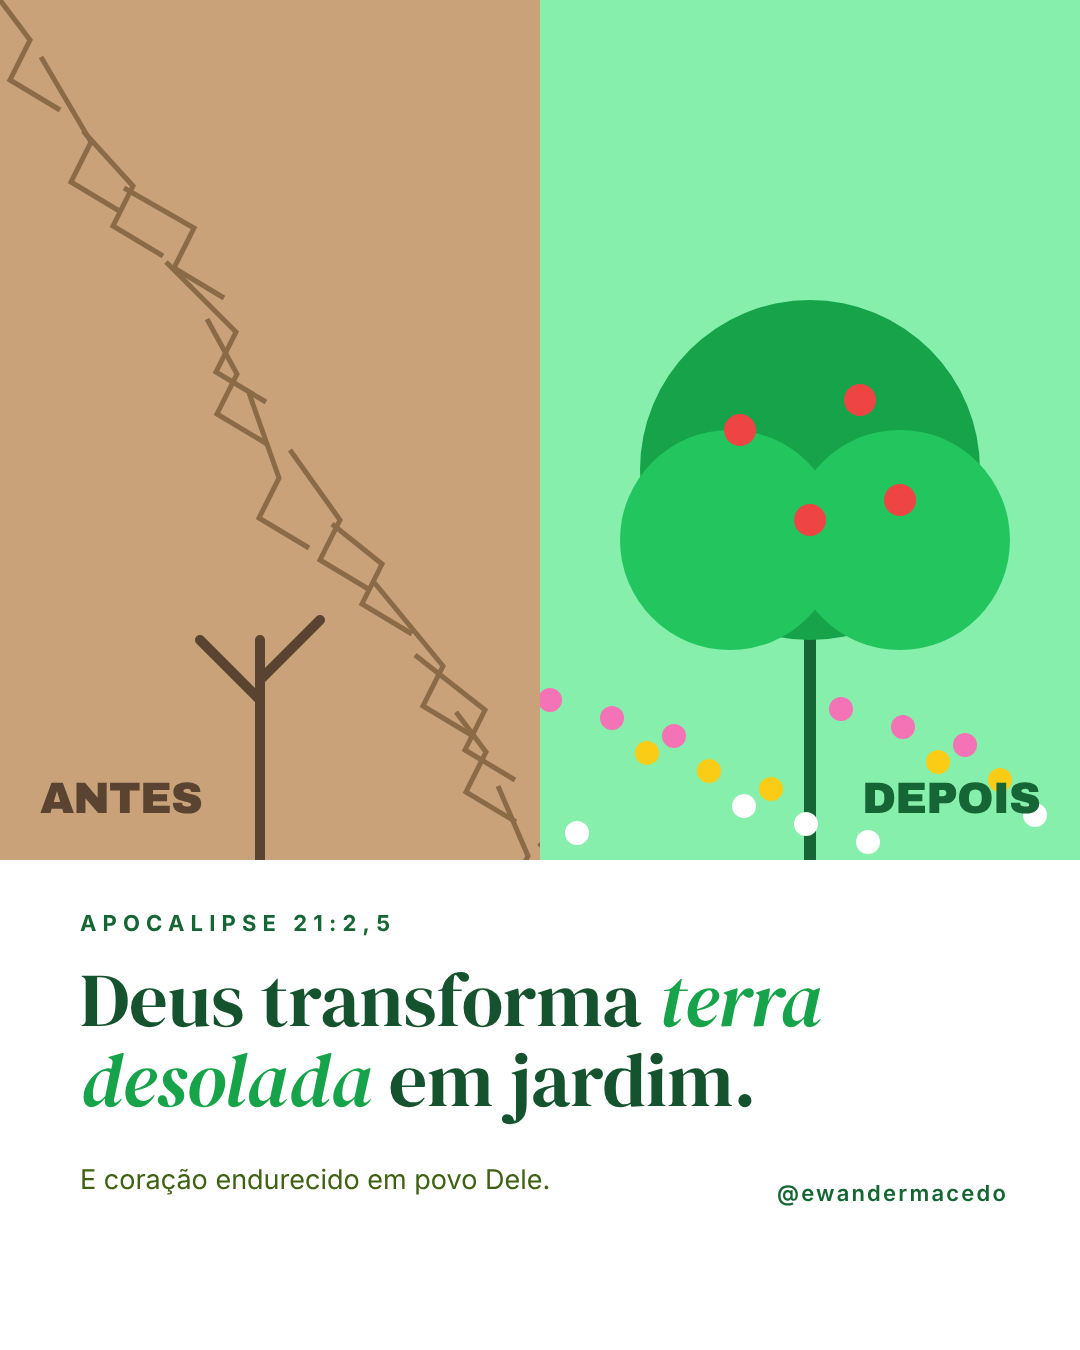 ANTES
DEPOIS
APOCALIPSE 21:2,5
Deus transforma terra
desolada em jardim.
E coração endurecido em povo Dele.
@ewandermacedo